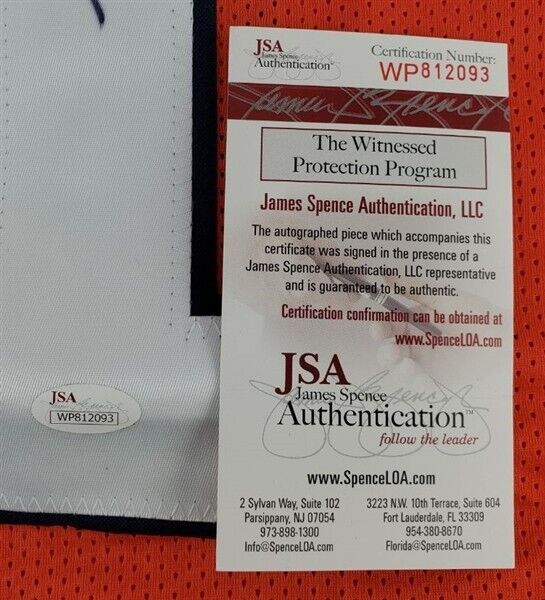 JSA
James Spence
Authentication™
Certification Number:
WP812093
James Spence
The Witnessed
Protection Program
James Spence Authentication, LLC
The autographed piece which accompanies this
certificate was signed in the presence of a
James Spence Authentication, LLC representative
and is guaranteed to be authentic.
Certification confirmation can be obtained at
www.SpenceLOA.com
JSA
James Spence
Authentication™
follow the leader
www.SpenceLOA.com
2 Sylvan Way, Suite 102
Parsippany, NJ 07054
973-898-1300
Info@SpenceLOA.com
3223 N.W. 10th Terrace, Suite 604
Fort Lauderdale, FL 33309
954-380-8670
Florida@SpenceLOA.com
JSA
WP812093